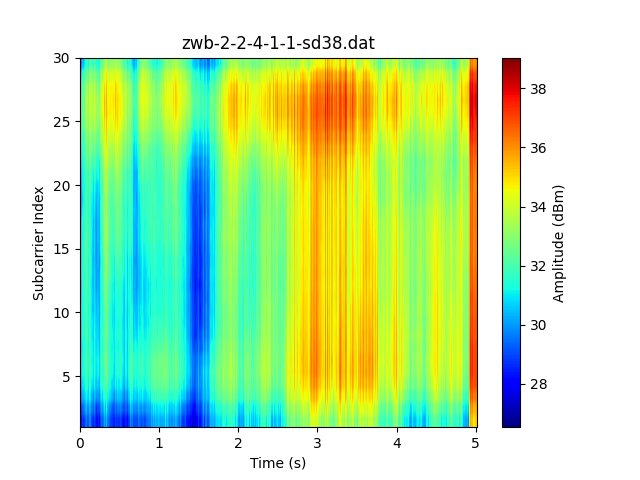 zwb-2-2-4-1-1-sd38.dat
30
25
20
15
10
5
Subcarrier Index
0 1 2 3 4 5
Time (s)
38
36
34
32
30
28
Amplitude (dBm)